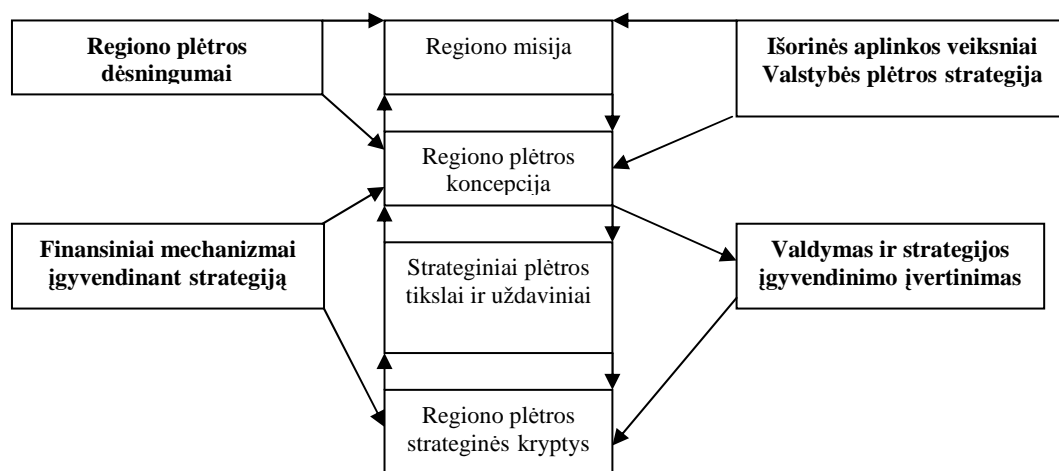 Regiono plėtros
dėsningumai
Regiono misija
Išorinės aplinkos veiksniai
Valstybės plėtros strategija
Regiono plėtros
koncepcija
Finansiniai mechanizmai
įgyvendinant strategiją
Strateginiai plėtros
tikslai ir uždaviniai
Valdymas ir strategijos
įgyvendinimo įvertinimas
Regiono plėtros
strateginės kryptys